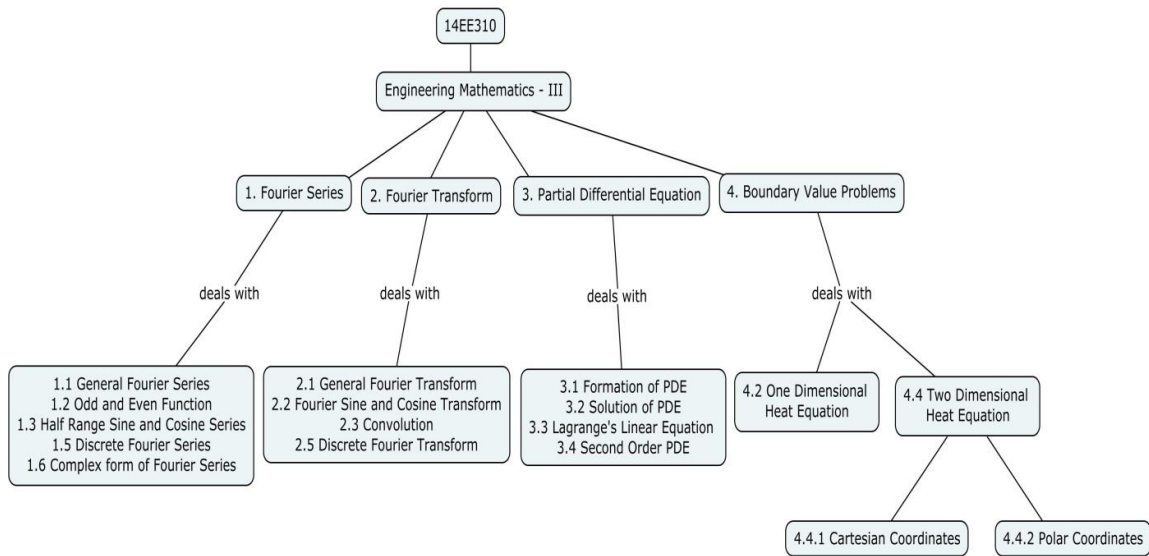 14EE310
Engineering Mathematics - III
1. Fourier Series
2. Fourier Transform
3. Partial Differential Equation
4. Boundary Value Problems
deals with
deals with
deals with
deals with
1.1 General Fourier Series
1.2 Odd and Even Function
1.3 Half Range Sine and Cosine Series
1.5 Discrete Fourier Series
1.6 Complex form of Fourier Series
2.1 General Fourier Transform
2.2 Fourier Sine and Cosine Transform
2.3 Convolution
2.5 Discrete Fourier Transform
3.1 Formation of PDE
3.2 Solution of PDE
3.3 Lagrange's Linear Equation
3.4 Second Order PDE
4.2 One Dimensional
Heat Equation
4.4 Two Dimensional
Heat Equation
4.4.1 Cartesian Coordinates
4.4.2 Polar Coordinates